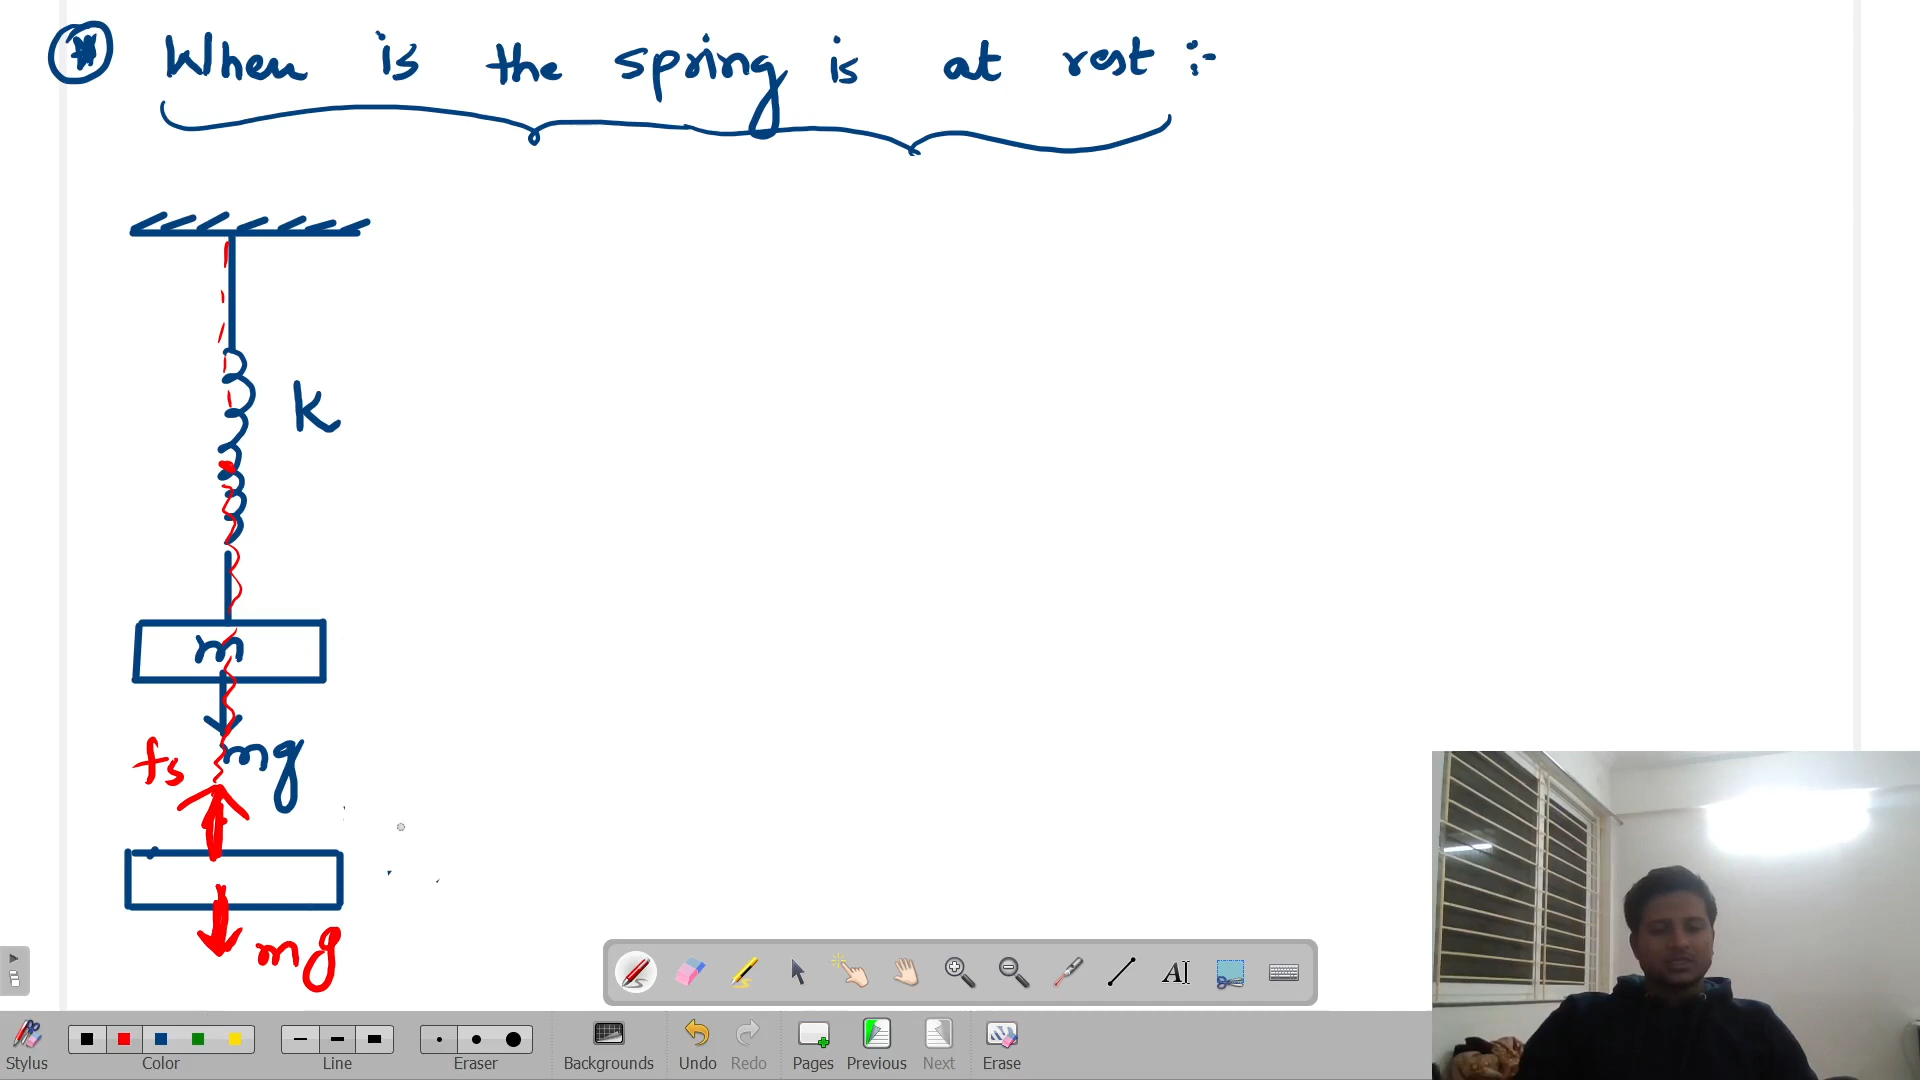 When is the spring is at rest :-
k
m
mg
fs
mg
AI
Stylus
Color
Line
Eraser
Backgrounds
Undo
Redo
Pages
Previous
Next
Erase